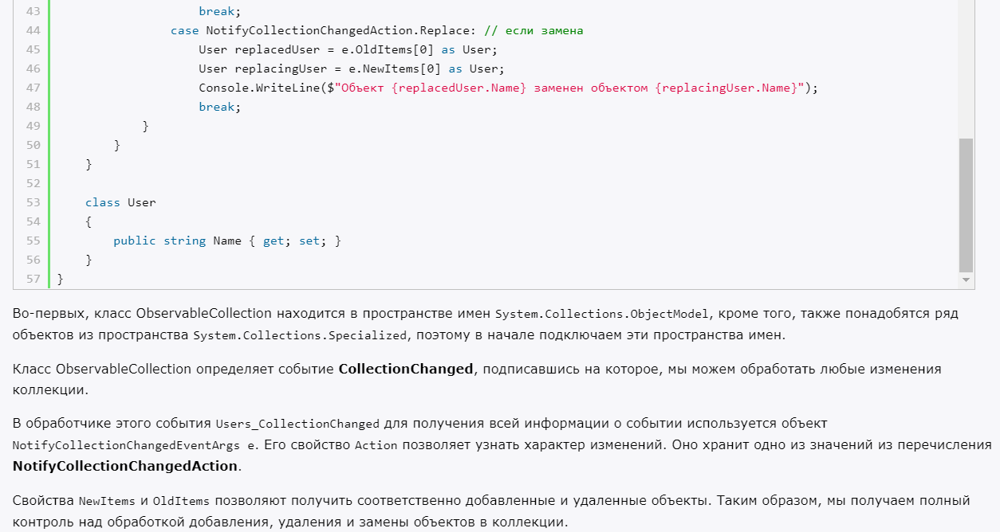 43 break;
44 case NotifyCollectionChangedAction.Replace: // если замена
45 User replacedUser = e.OldItems[0] as User;
46 User replacingUser = e.NewItems[0] as User;
47 Console.WriteLine($"Объект {replacedUser.Name} заменен объектом {replacingUser.Name}");
48 break;
49 }
50 }
51 }
52
53 class User
54 {
55 public string Name { get; set; }
56 }
57 }
Во-первых, класс ObservableCollection находится в пространстве имен System.Collections.ObjectModel, кроме того, также понадобятся ряд
объектов из пространства System.Collections.Specialized, поэтому в начале подключаем эти пространства имен.
Класс ObservableCollection определяет событие CollectionChanged, подписавшись на которое, мы можем обработать любые изменения
коллекции.
В обработчике этого события Users_CollectionChanged для получения всей информации о событии используется объект
NotifyCollectionChangedEventArgs e. Его свойство Action позволяет узнать характер изменений. Оно хранит одно из значений из перечисления
NotifyCollectionChangedAction.
Свойства NewItems и OldItems позволяют получить соответственно добавленные и удаленные объекты. Таким образом, мы получаем полный
контроль над обработкой добавления, удаления и замены объектов в коллекции.